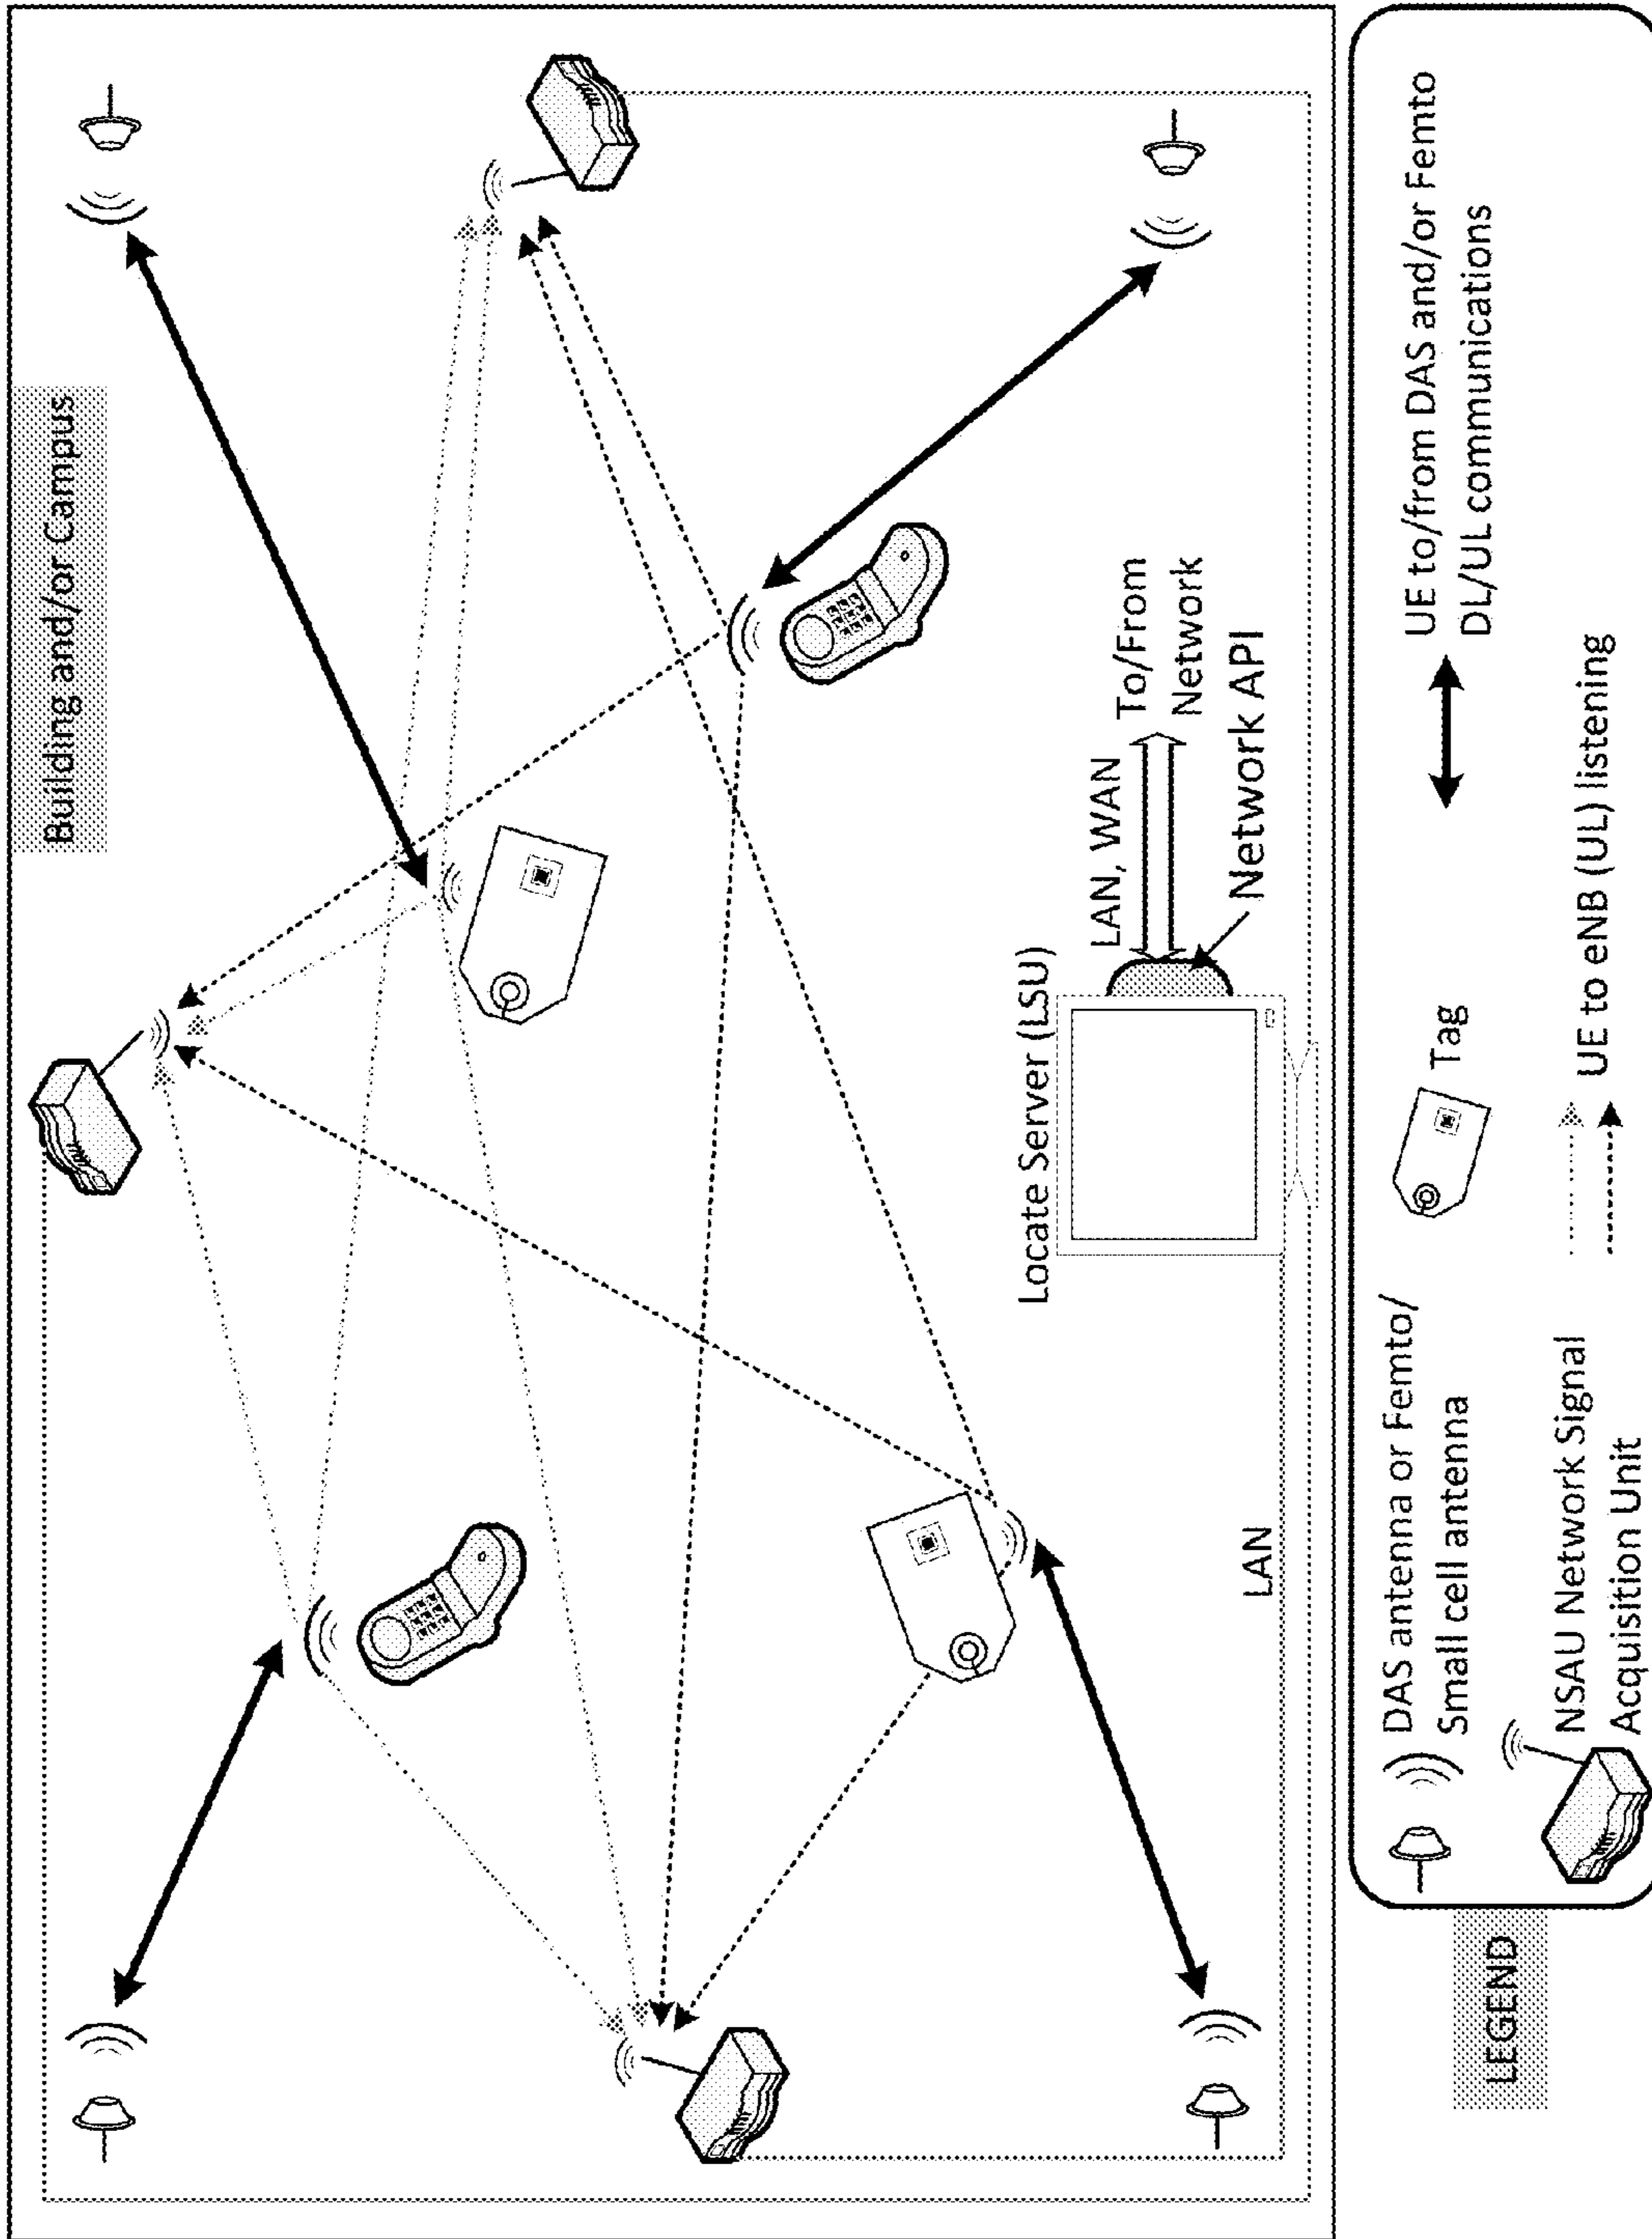 Building and/or Campus
Locate Server (LSU)
LAN, WAN
To/From
Network
Network API
LAN
LEGEND
DAS antenna or Femto/
Small cell antenna
Tag
UE to/from DAS and/or Femto
DL/UL communications
NSAU Network Signal
Acquisition Unit
UE to eNB (UL) listening